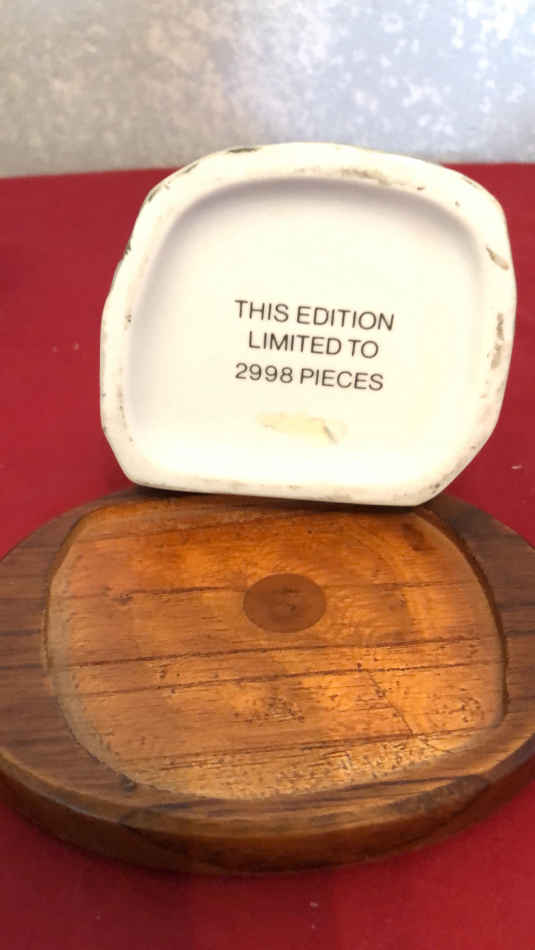 THIS EDITION
LIMITED TO
2998 PIECES